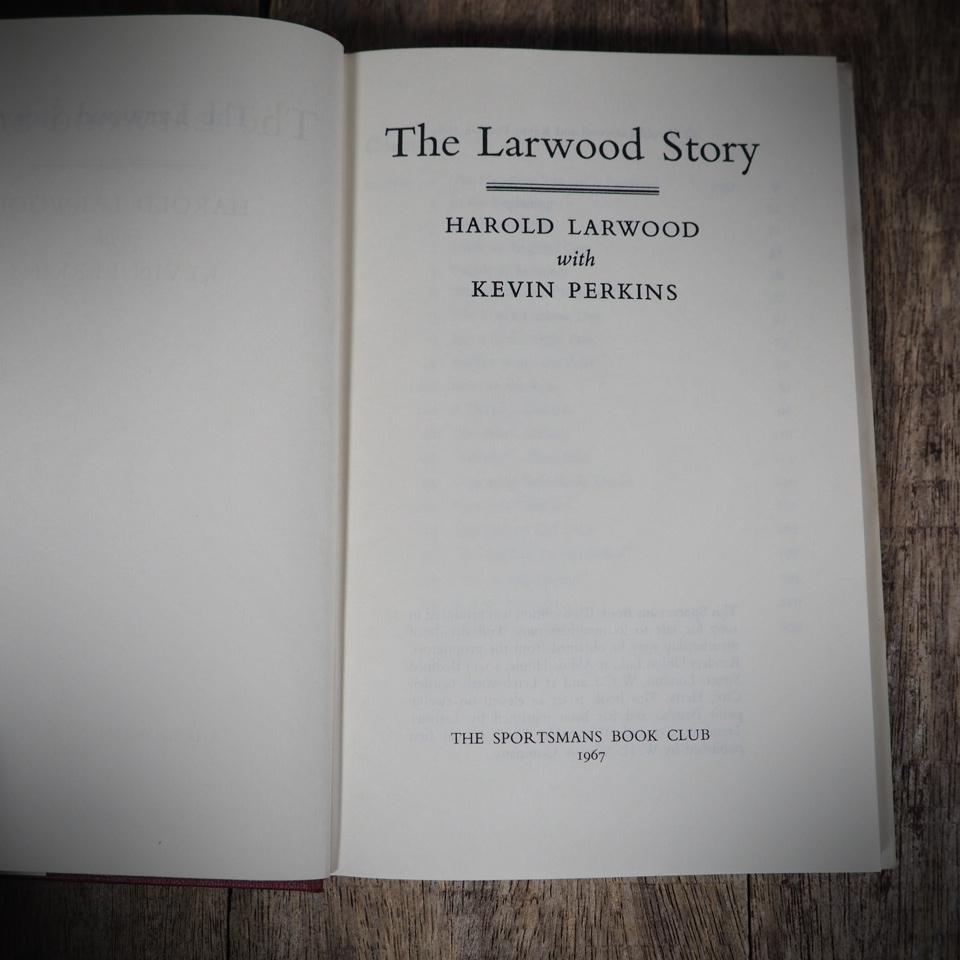 The Larwood Story
HAROLD LARWOOD
with
KEVIN PERKINS
THE SPORTSMANS BOOK CLUB
1967